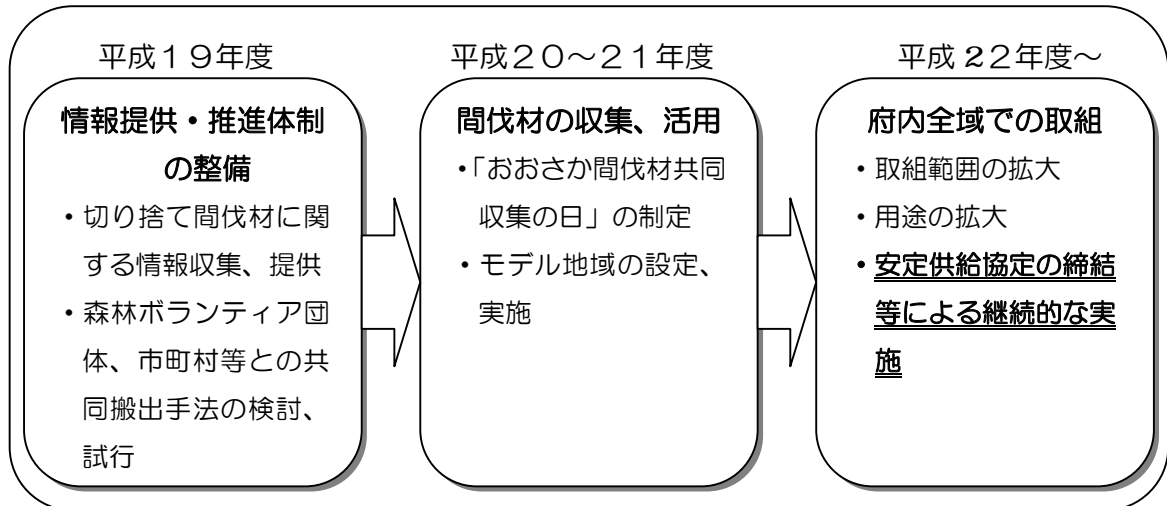 平成19年度
情報提供・推進体制
の整備
・切り捨て間伐材に関
する情報収集、提供
・森林ボランティア団
体、市町村等との共
同搬出手法の検討、
試行
平成20~21年度
間伐材の収集、活用
・「おおさか間伐材共同
収集の日」の制定
・モデル地域の設定、
実施
平成22年度~
府内全域での取組
・取組範囲の拡大
・用途の拡大
・安定供給協定の締結
等による継続的な実
施